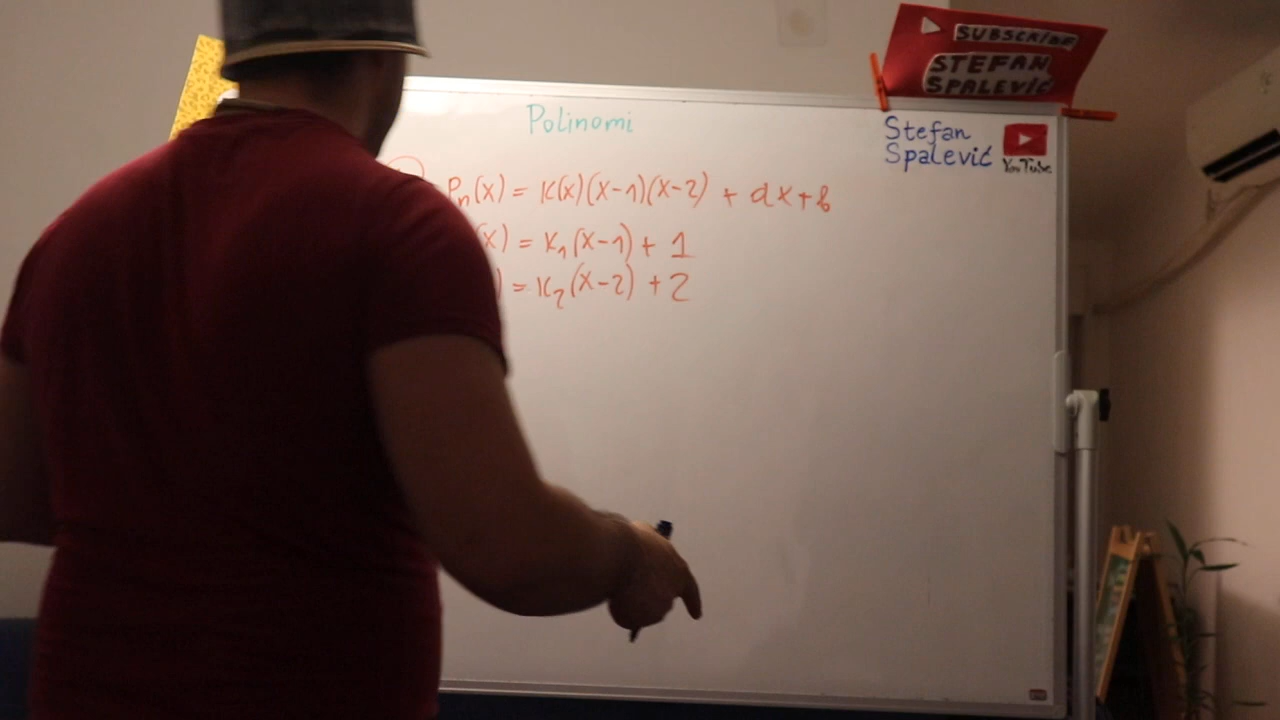 SUBSCRIBE
STEFAN
SPALEVIĆ
Polinomi
Stefan
Spalević
YouTube
Pn(x) = K(x)(x-1)(x-2) + ax+b
(x) = K₁(x-1) + 1
) = K₂(x-2) + 2